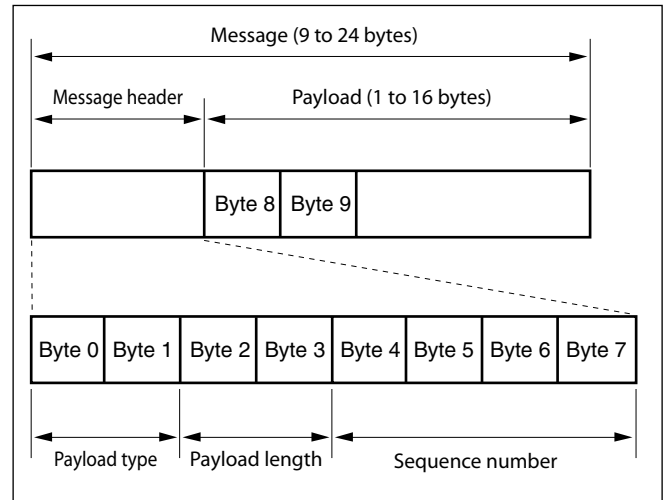 Message (9 to 24 bytes)
Message header
Payload (1 to 16 bytes)
Byte 8
Byte 9
Byte 0
Byte 1
Byte 2
Byte 3
Byte 4
Byte 5
Byte 6
Byte 7
Payload type
Payload length
Sequence number